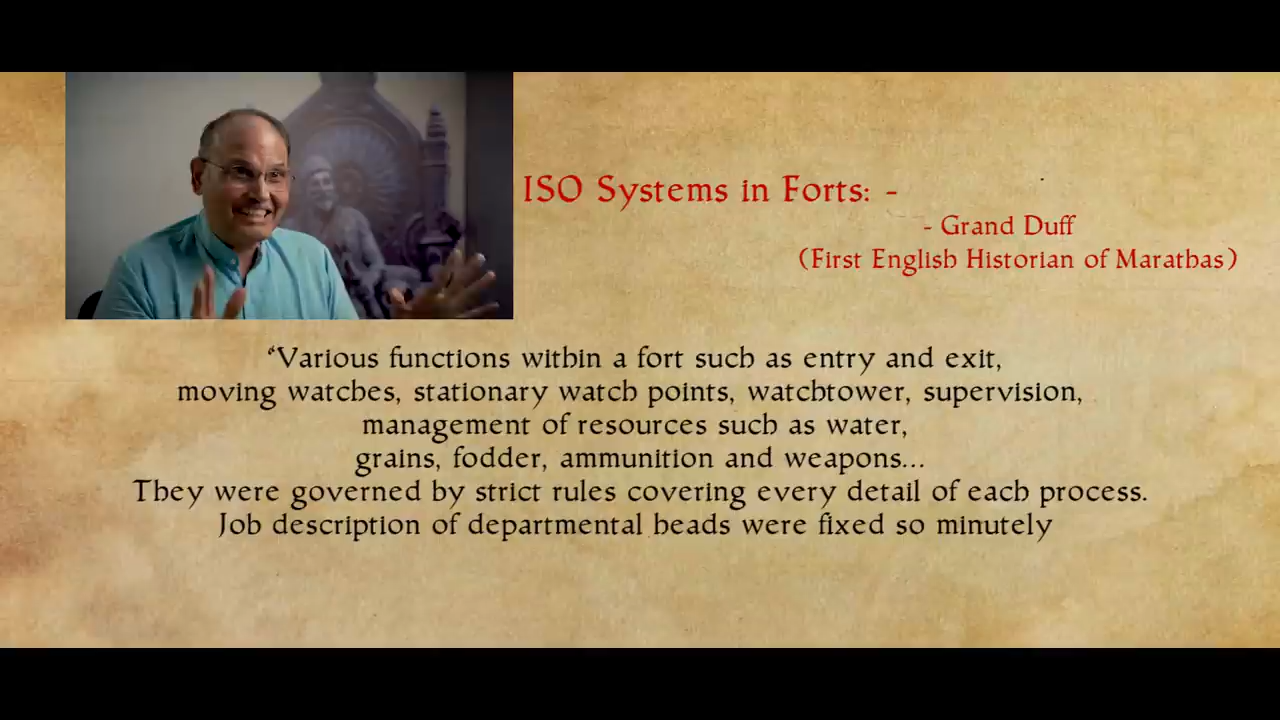 ISO Systems in Forts: -
- Grand Duff
(First English Historian of Marathas)
“Various functions within a fort such as entry and exit,
moving watches, stationary watch points, watchtower, supervision,
management of resources such as water,
grains, fodder, ammunition and weapons...
They were governed by strict rules covering every detail of each process.
Job description of departmental heads were fixed so minutely